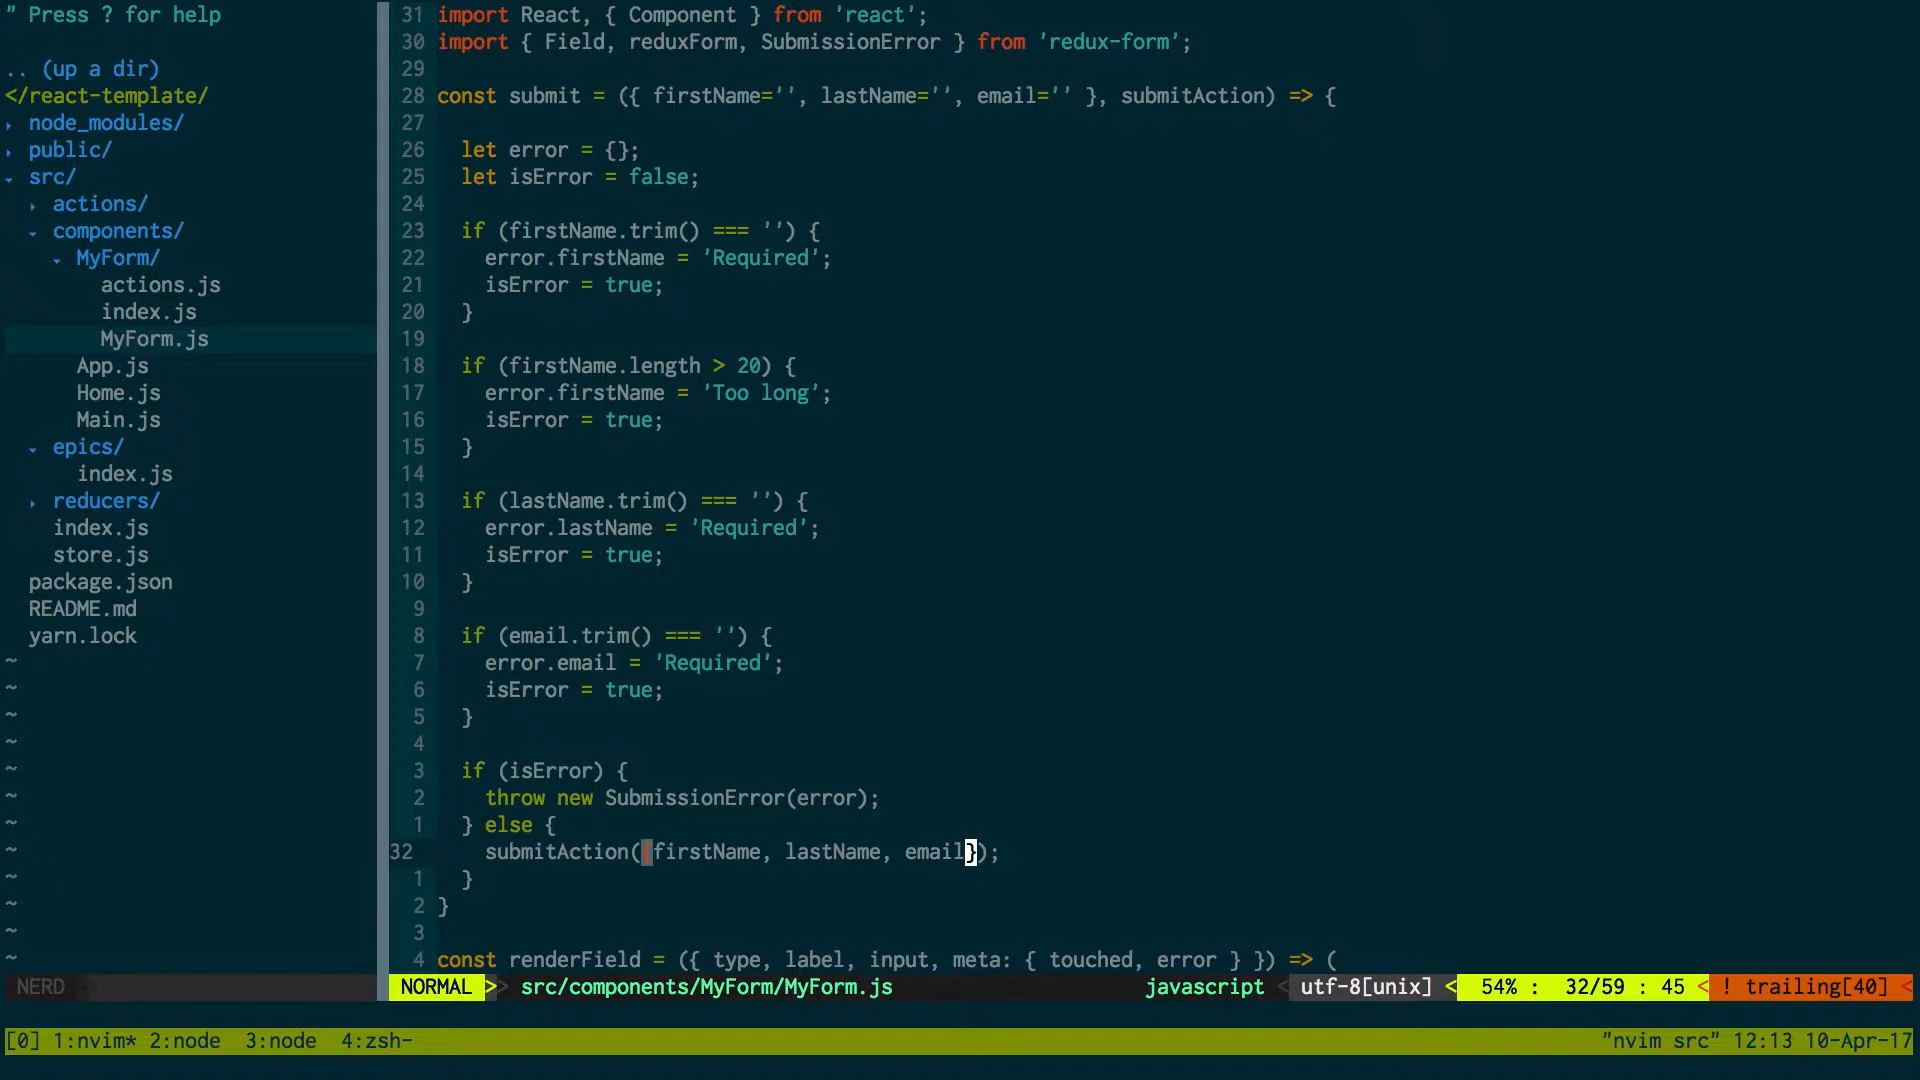 " Press ? for help
.. (up a dir)
</react-template/
▸ node_modules/
▸ public/
▾ src/
▸ actions/
▾ components/
▾ MyForm/
actions.js
index.js
MyForm.js
App.js
Home.js
Main.js
▾ epics/
index.js
▸ reducers/
index.js
store.js
package.json
README.md
yarn.lock
~
~
~
~
~
~
~
~
~
~
~
~
31 import React, { Component } from 'react';
30 import { Field, reduxForm, SubmissionError } from 'redux-form';
29
28 const submit = ({ firstName='', lastName='', email='' }, submitAction) => {
27
26   let error = {};
25   let isError = false;
24
23   if (firstName.trim() === '') {
22     error.firstName = 'Required';
21     isError = true;
20   }
19
18   if (firstName.length > 20) {
17     error.firstName = 'Too long';
16     isError = true;
15   }
14
13   if (lastName.trim() === '') {
12     error.lastName = 'Required';
11     isError = true;
10   }
9
8   if (email.trim() === '') {
7     error.email = 'Required';
6     isError = true;
5   }
4
3   if (isError) {
2     throw new SubmissionError(error);
1   } else {
32     submitAction({firstName, lastName, email});
1   }
2 }
3
4 const renderField = ({ type, label, input, meta: { touched, error } }) => (
NERD
NORMAL >> src/components/MyForm/MyForm.js javascript < utf-8[unix] < 54% : 32/59 : 45 < ! trailing[40] <
[0] 1:nvim* 2:node 3:node 4:zsh- "nvim src" 12:13 10-Apr-17